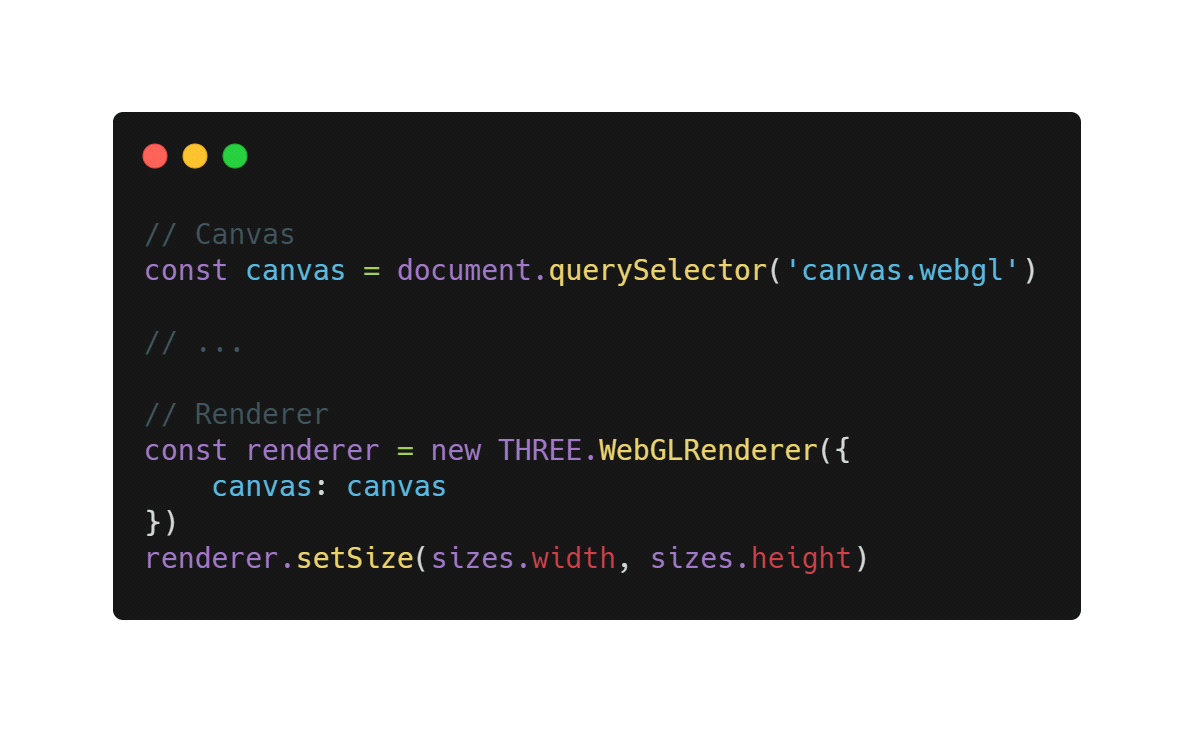 // Canvas
const canvas = document.querySelector('canvas.webgl')
// ...
// Renderer
const renderer = new THREE.WebGLRenderer({
    canvas: canvas
})
renderer.setSize(sizes.width, sizes.height)